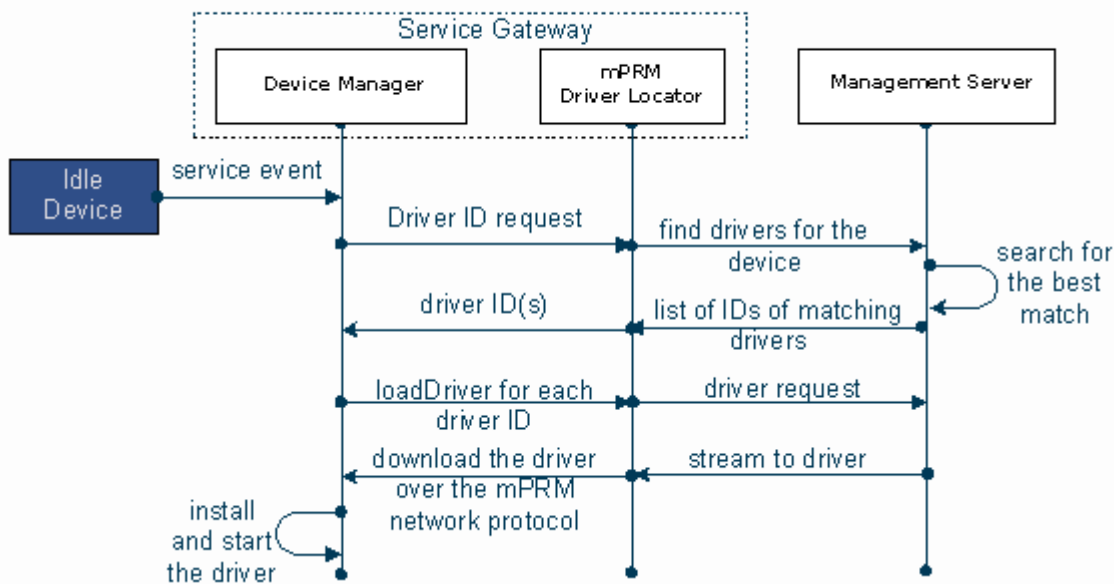 Service Gateway
Device Manager
mPRM
Driver Locator
Management Server
Idle
Device
service event
Driver ID request
find drivers for the
device
search for
the best
match
driver ID(s)
list of IDs of matching
drivers
loadDriver for each
driver ID
driver request
download the driver
over the mPRM
network protocol
stream to driver
install
and start
the driver